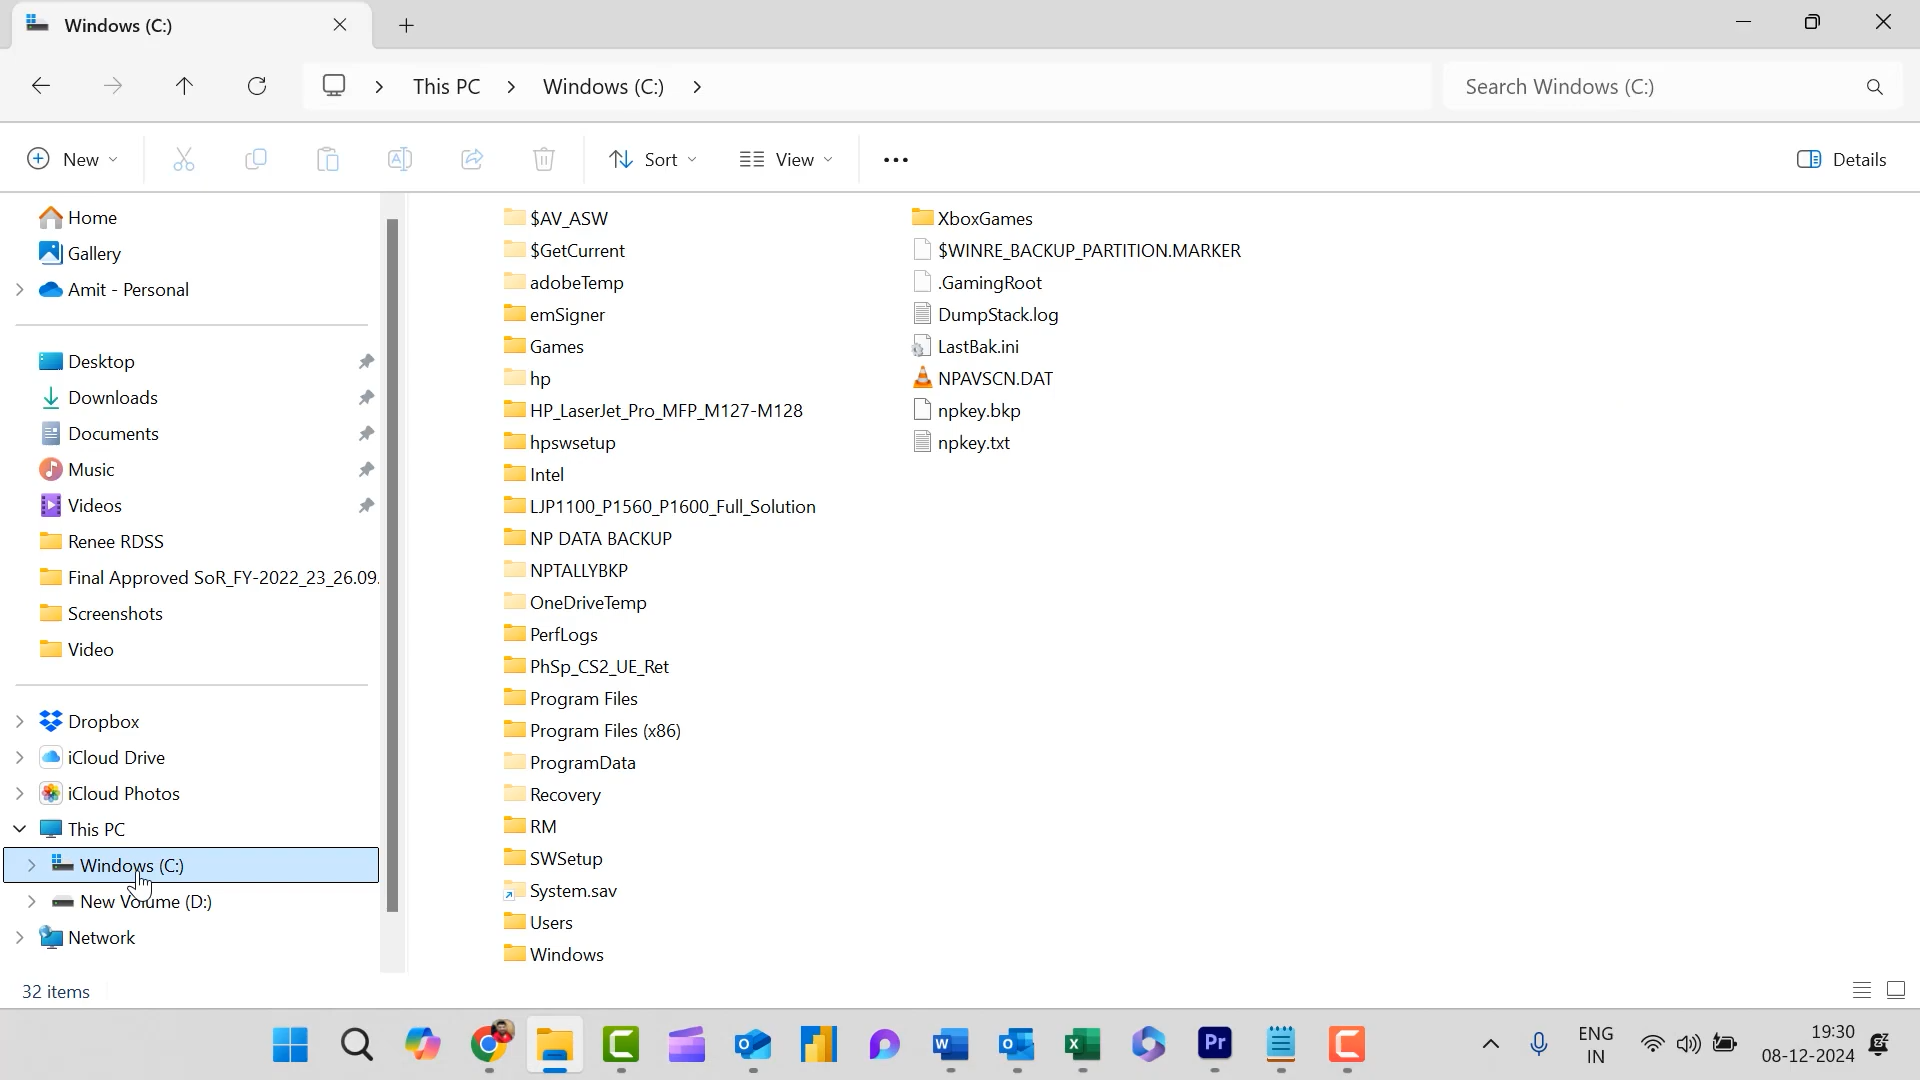 Windows (C:)
This PC
Windows (C:)
Search Windows (C:)
New
Sort
View
Details
Home
Gallery
Amit - Personal
Desktop
Downloads
Documents
Music
Videos
Renee RDSS
Final Approved SoR_FY-2022_23_26.09.
Screenshots
Video
Dropbox
iCloud Drive
iCloud Photos
This PC
Windows (C:)
New Volume (D:)
Network
$AV_ASW
$GetCurrent
adobeTemp
emSigner
Games
hp
HP_LaserJet_Pro_MFP_M127-M128
hpswsetup
Intel
LJP1100_P1560_P1600_Full_Solution
NP DATA BACKUP
NPTALLYBKP
OneDriveTemp
PerfLogs
PhSp_CS2_UE_Ret
Program Files
Program Files (x86)
ProgramData
Recovery
RM
SWSetup
System.sav
Users
Windows
XboxGames
$WINRE_BACKUP_PARTITION.MARKER
.GamingRoot
DumpStack.log
LastBak.ini
NPAVSCN.DAT
npkey.bkp
npkey.txt
32 items
ENG
IN
19:30
08-12-2024